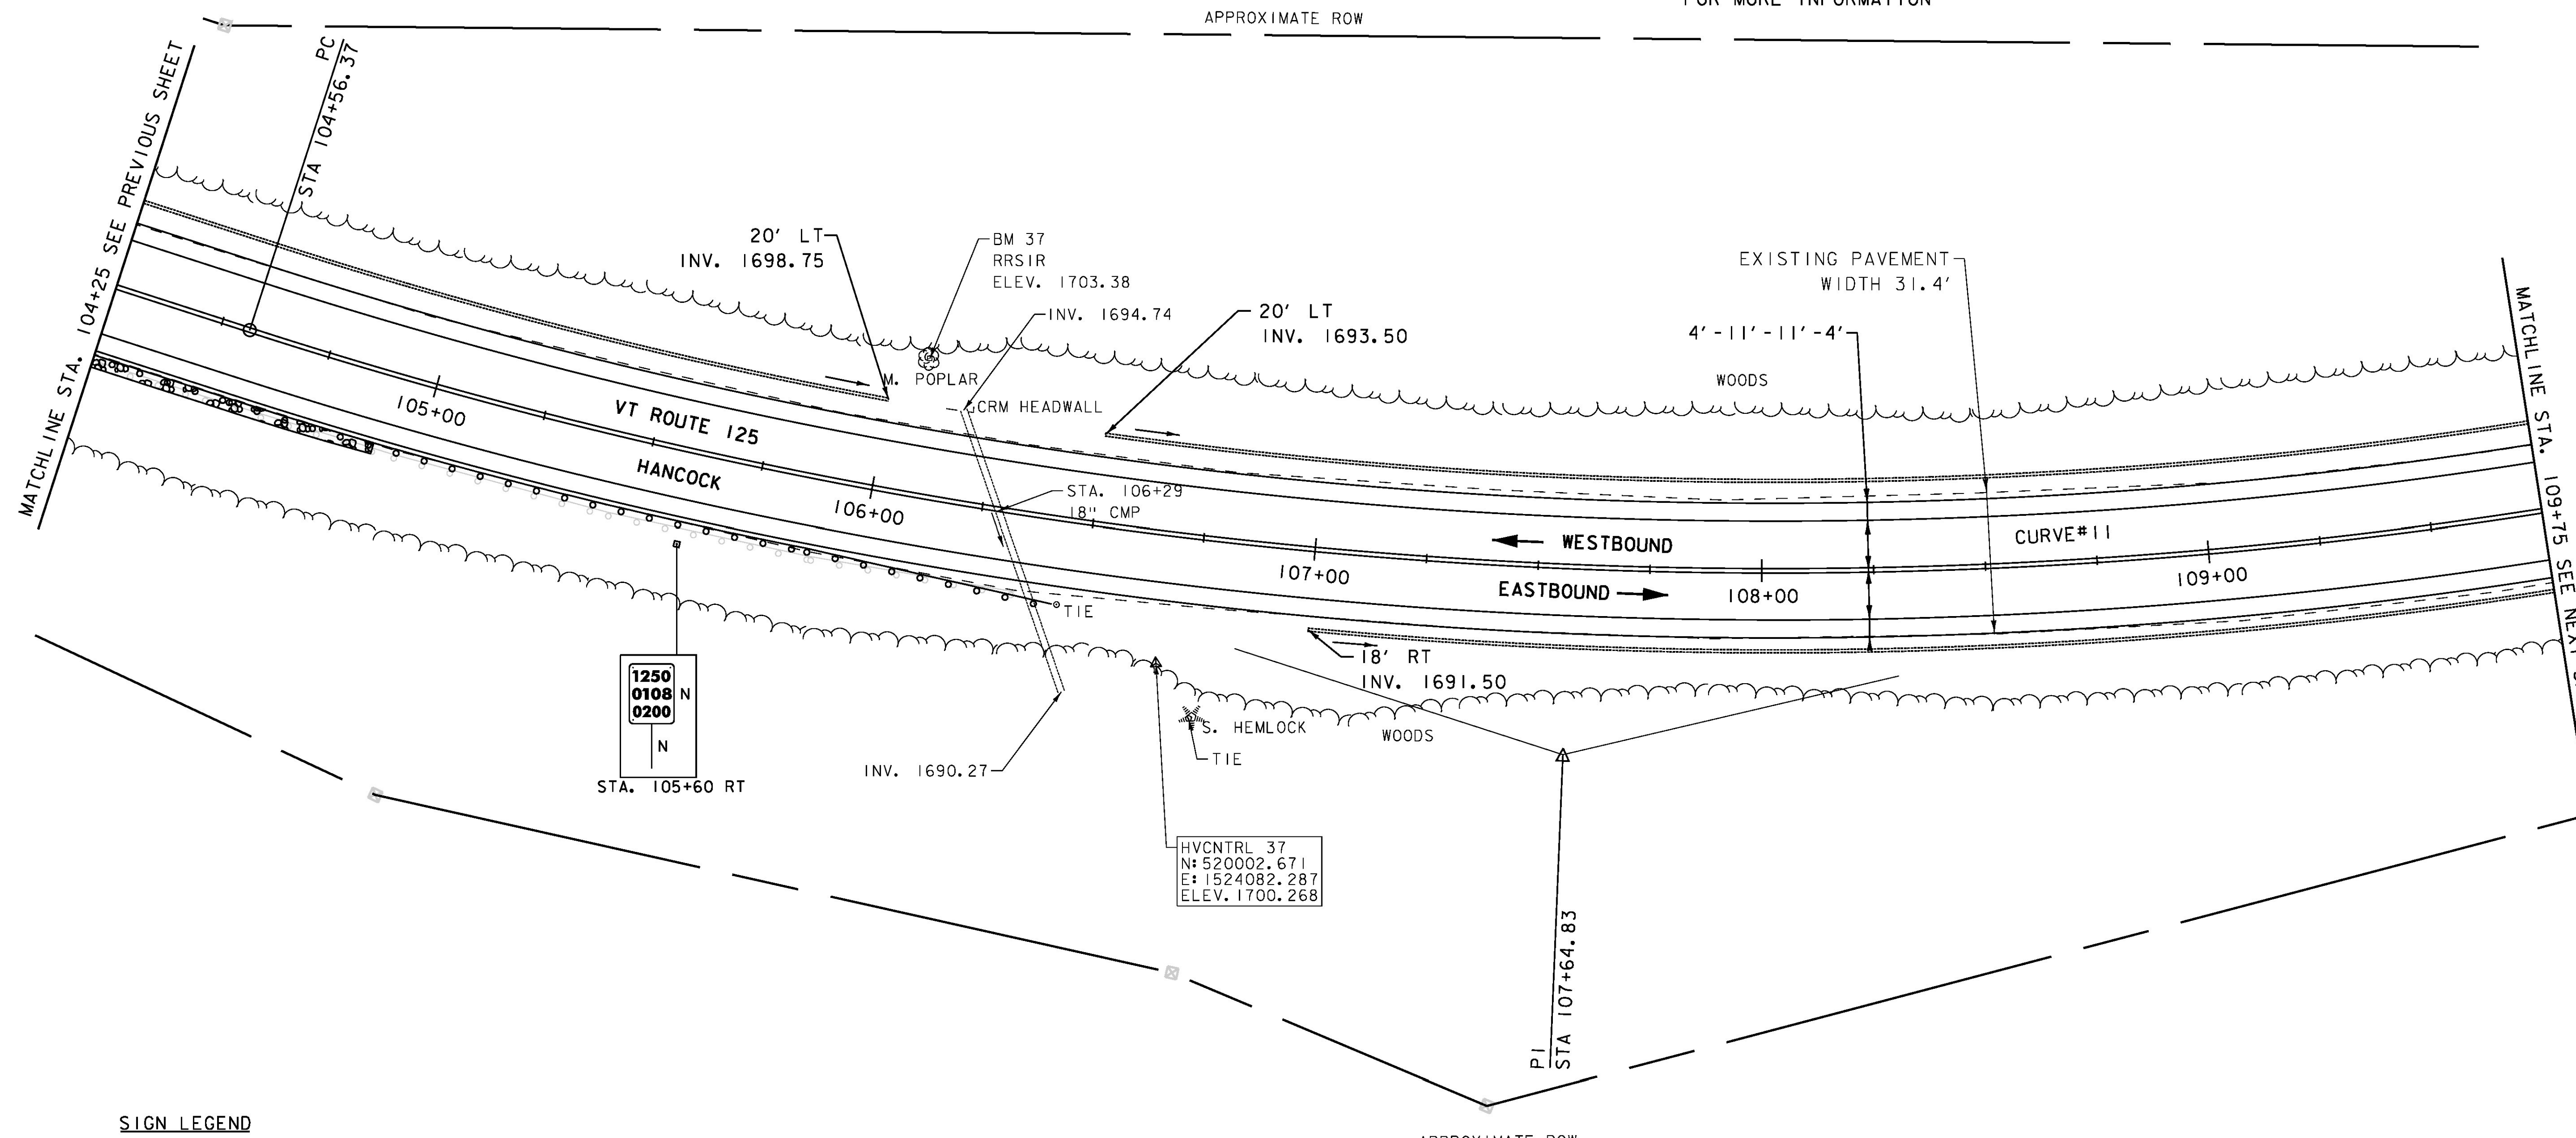 FOR MORE INFORMATION
APPROXIMATE ROW
MATCHLINE STA. 104+25 SEE PREVIOUS SHEET
PC
STA 104+56.37
20' LT
INV. 1698.75
BM 37
RRSIR
ELEV. 1703.38
INV. 1694.74
20' LT
INV. 1693.50
EXISTING PAVEMENT
WIDTH 31.4'
4'-11'-11'-4'
WOODS
M. POPLAR
CRM HEADWALL
105+00
VT ROUTE 125
HANCOCK
106+00
STA. 106+29
18" CMP
107+00
WESTBOUND
EASTBOUND
108+00
CURVE#11
109+00
MATCHLINE STA. 109+75 SEE
TIE
18' RT
INV. 1691.50
1250
0108
0200
N
N
STA. 105+60 RT
S. HEMLOCK
WOODS
TIE
INV. 1690.27
HVCNTRL 37
N:520002.671
E:1524082.287
ELEV.1700.268
PI
STA 107+64.83
SIGN LEGEND
APPROXIMATE ROW